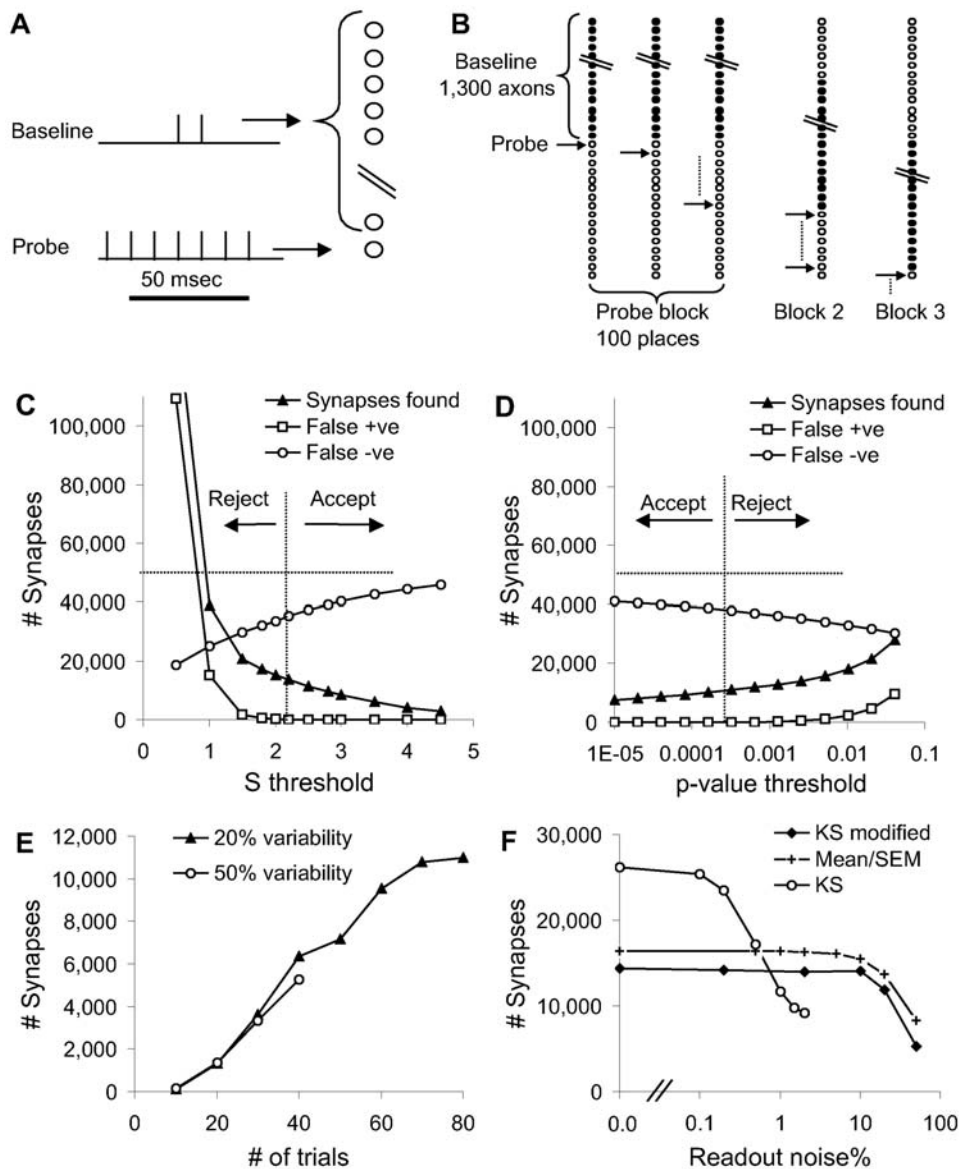 A
Baseline
Probe
50 msec
B
Baseline
1,300 axons
Probe
Probe block
100 places
Block 2
Block 3
C
Synapses found
False +ve
False -ve
Reject
Accept
# Synapses
100,000
80,000
60,000
40,000
20,000
0
0 1 2 3 4 5
S threshold
D
Synapses found
False +ve
False -ve
Accept
Reject
# Synapses
100,000
80,000
60,000
40,000
20,000
0
1E-05 0.0001 0.001 0.01 0.1
p-value threshold
E
20% variability
50% variability
# Synapses
12,000
10,000
8,000
6,000
4,000
2,000
0
0 20 40 60 80
# of trials
F
KS modified
Mean/SEM
KS
# Synapses
30,000
20,000
10,000
0
0.0 0.1 1 10 100
Readout noise%